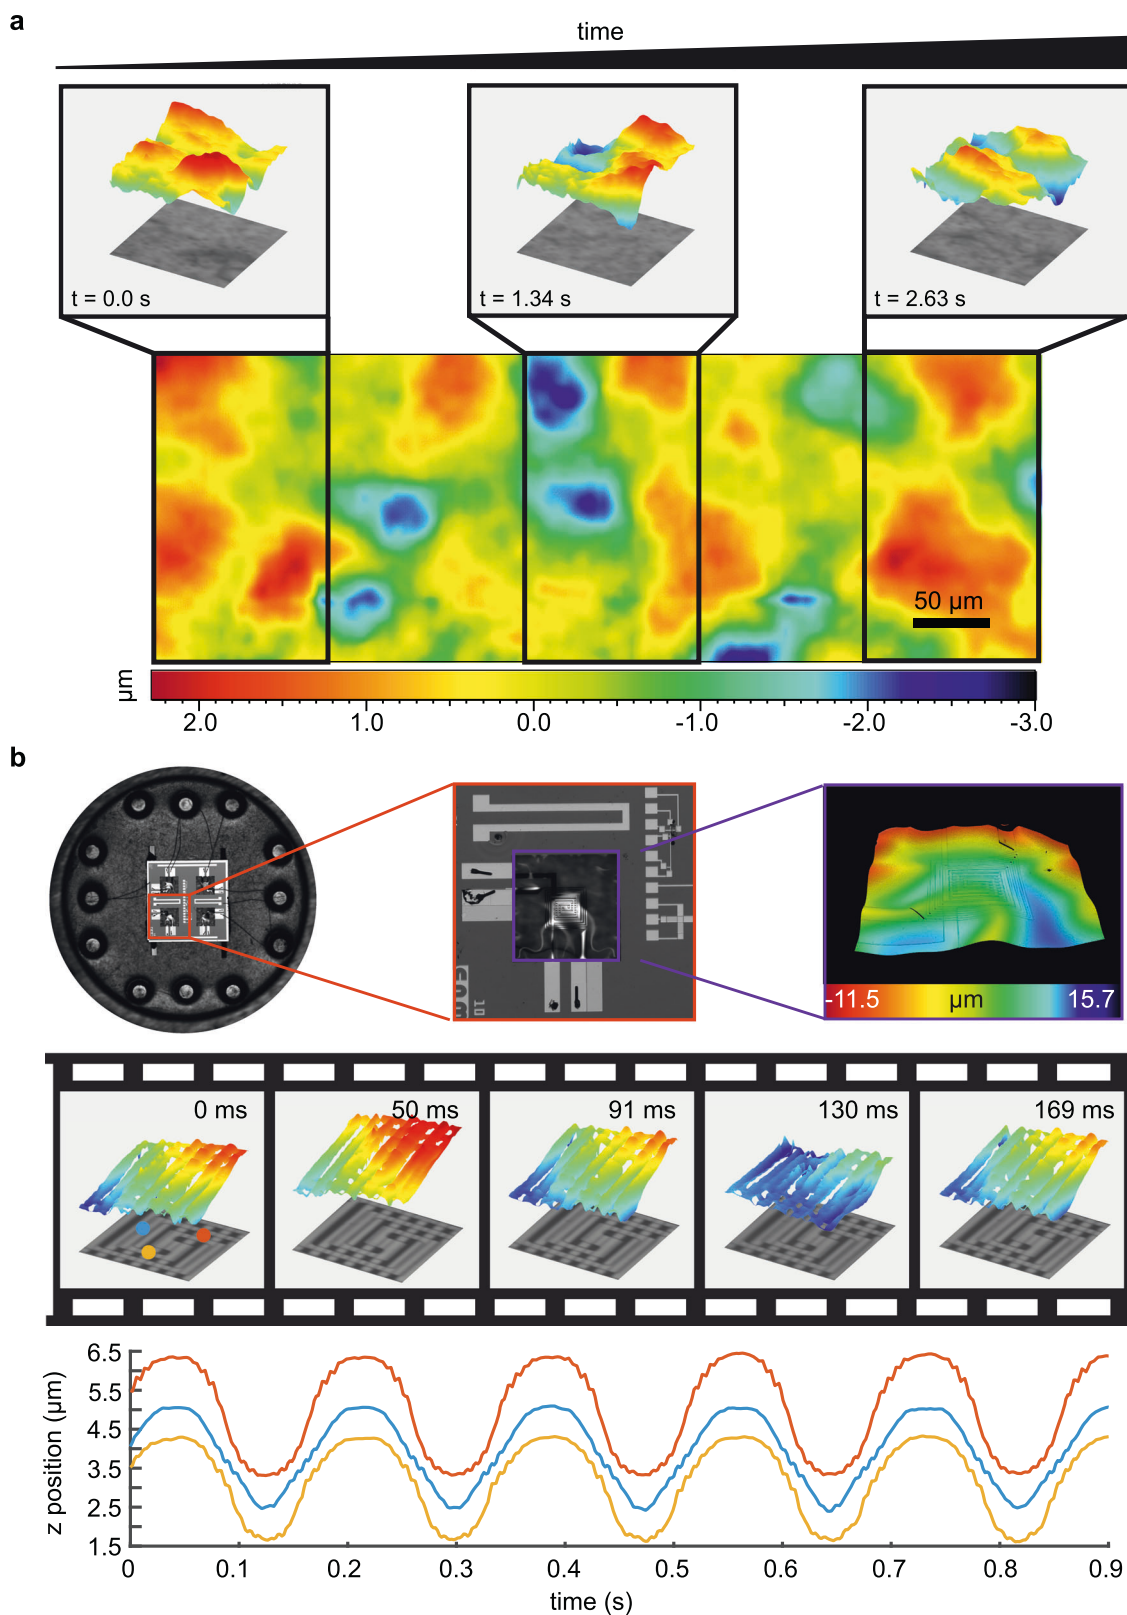 a
time
t = 0.0 s
t = 1.34 s
t = 2.63 s
50 µm
µm
2.0 1.0 0.0 -1.0 -2.0 -3.0
b
10
-11.5 µm 15.7
0 ms
50 ms
91 ms
130 ms
169 ms
z position (µm)
6.5
5.5
4.5
3.5
2.5
1.5
0 0.1 0.2 0.3 0.4 0.5 0.6 0.7 0.8 0.9
time (s)